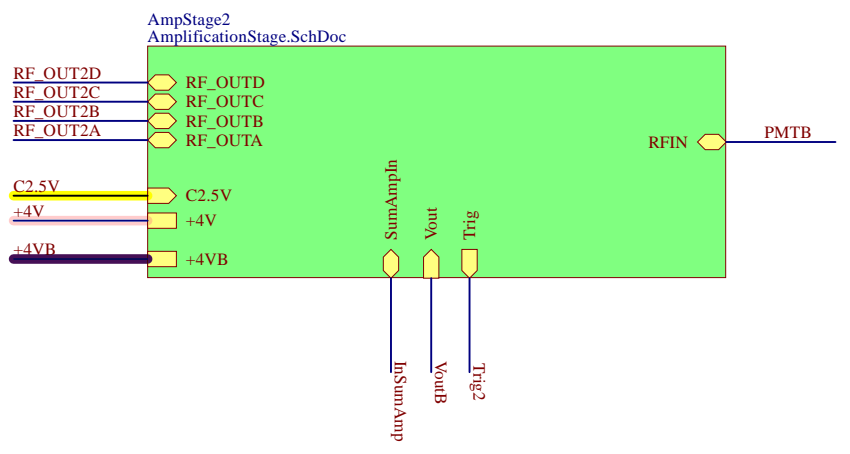 AmpStage2
AmplificationStage.SchDoc
RF_OUT2D
RF_OUTD
RF_OUT2C
RF_OUTC
RF_OUT2B
RF_OUTB
RF_OUT2A
RF_OUTA
RFIN
PMTB
C2.5V
C2.5V
+4V
+4V
+4VB
+4VB
SumAmpIn
Vout
Trig
InSumAmp
VoutB
Trig2